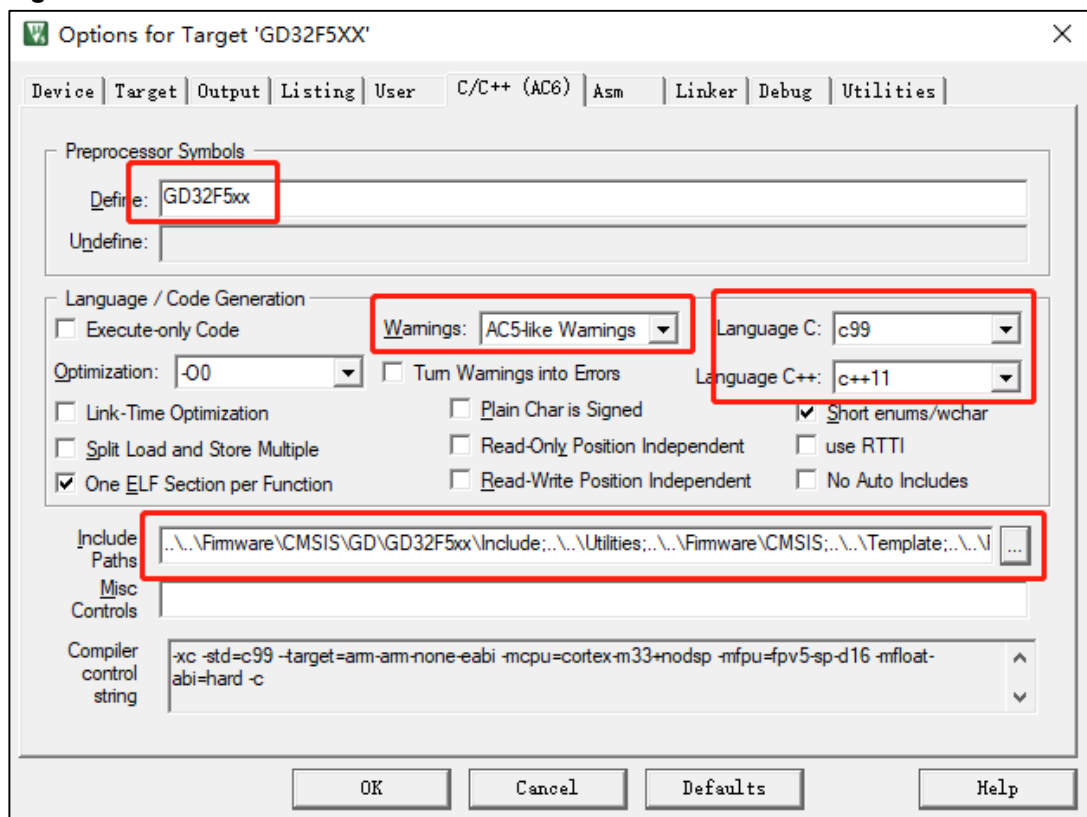 Options for Target 'GD32F5XX'
Device Target Output Listing User C/C++ (AC6) Asm Linker Debug Utilities
Preprocessor Symbols
Define: GD32F5xx
Undefine:
Language / Code Generation
Execute-only Code Warnings: AC5-like Warnings Language C: c99
Optimization: -O0 Turn Warnings into Errors Language C++: c++11
Link-Time Optimization Plain Char is Signed Short enums/wchar
Split Load and Store Multiple Read-Only Position Independent use RTTI
One ELF Section per Function Read-Write Position Independent No Auto Includes
Include Paths ..\..\Firmware\CMSIS\GD\GD32F5xx\Include;..\..\Utilities;..\..\Firmware\CMSIS;..\..\Template;..\..\ ...
Misc Controls
Compiler control string -xc -std=c99 --target=arm-arm-none-eabi -mcpu=cortex-m33+nodsp -mfpu=fpv5-sp-d16 -mfloat-
abi=hard -c
OK Cancel Defaults Help